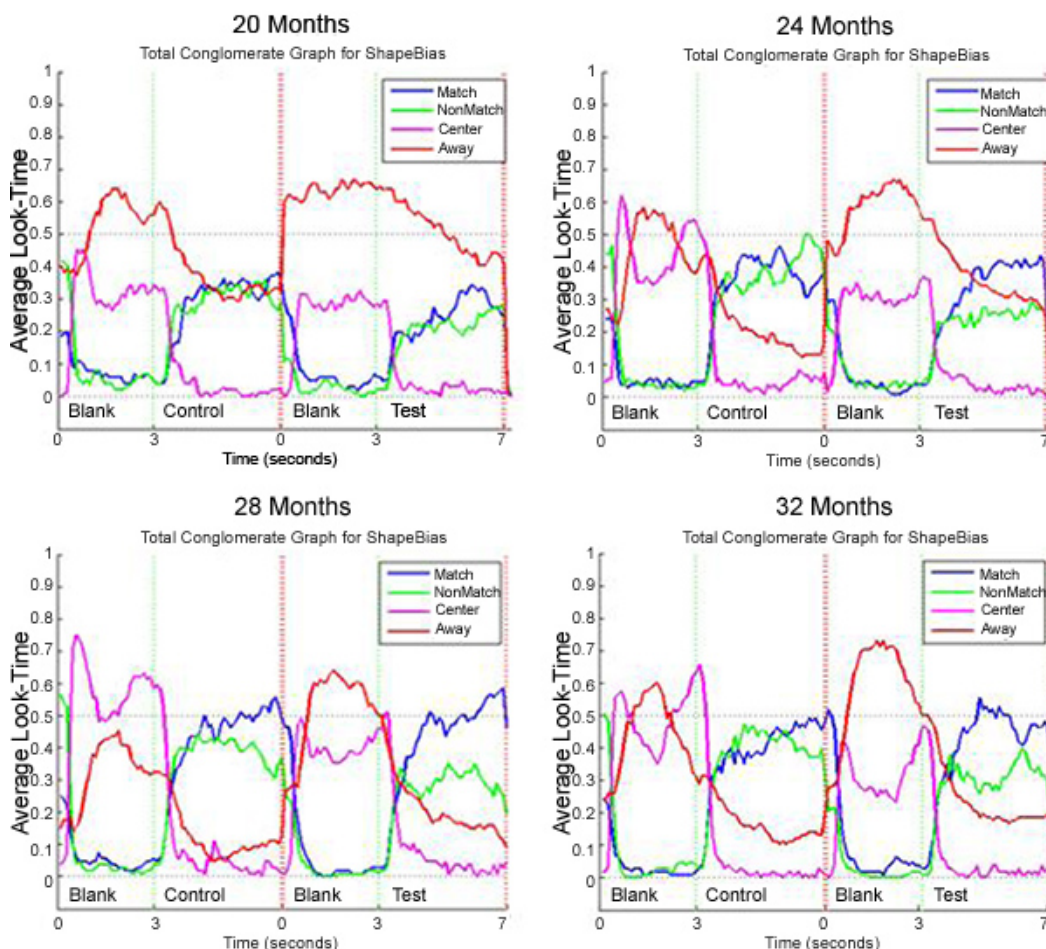 20 Months
Total Conglomerate Graph for ShapeBias
Average Look-Time
1
0.9
0.8
0.7
0.6
0.5
0.4
0.3
0.2
0.1
0
Match
NonMatch
Center
Away
Blank Control Blank Test
0 3 0 3 7
Time (seconds)
24 Months
Total Conglomerate Graph for ShapeBias
Average Look-Time
1
0.9
0.8
0.7
0.6
0.5
0.4
0.3
0.2
0.1
0
Match
NonMatch
Center
Away
Blank Control Blank Test
0 3 0 3 7
Time (seconds)
28 Months
Total Conglomerate Graph for ShapeBias
Average Look-Time
1
0.9
0.8
0.7
0.6
0.5
0.4
0.3
0.2
0.1
0
Match
NonMatch
Center
Away
Blank Control Blank Test
0 3 0 3 7
Time (seconds)
32 Months
Total Conglomerate Graph for ShapeBias
Average Look-Time
1
0.9
0.8
0.7
0.6
0.5
0.4
0.3
0.2
0.1
0
Match
NonMatch
Center
Away
Blank Control Blank Test
0 3 0 3 7
Time (seconds)